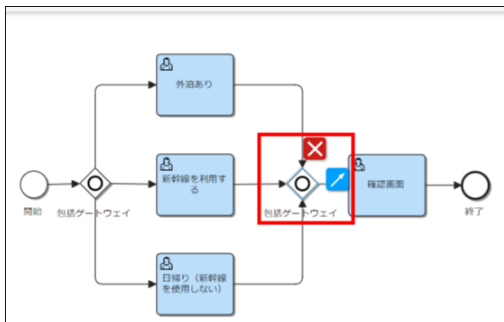 外泊あり
新幹線を利用す
る
確認画面
開始
包括ゲートウェイ
包括ゲートウェイ
終了
日帰り（新幹線
を使用しない）